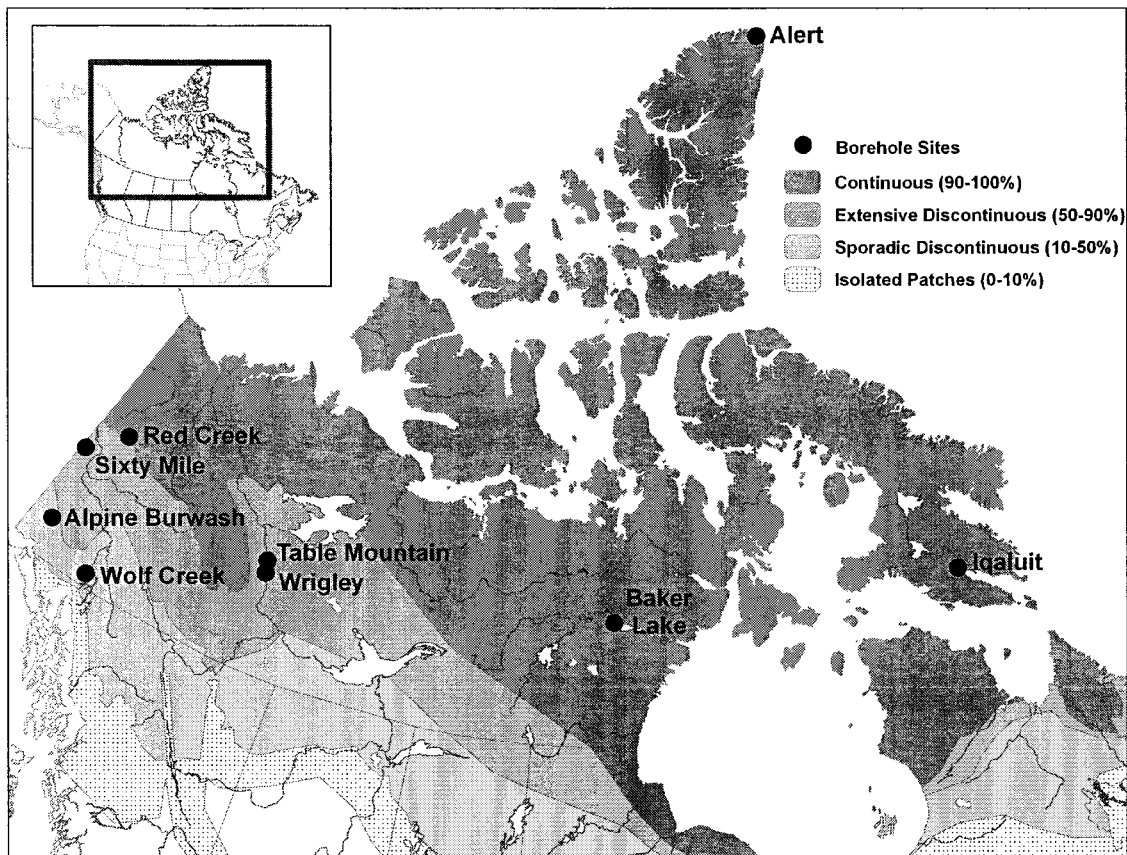 Alert
Borehole Sites
Continuous (90-100%)
Extensive Discontinuous (50-90%)
Sporadic Discontinuous (10-50%)
Isolated Patches (0-10%)
Red Creek
Sixty Mile
Alpine Burwash
Table Mountain
Wolf Creek
Wrigley
Iqaluit
Baker
Lake